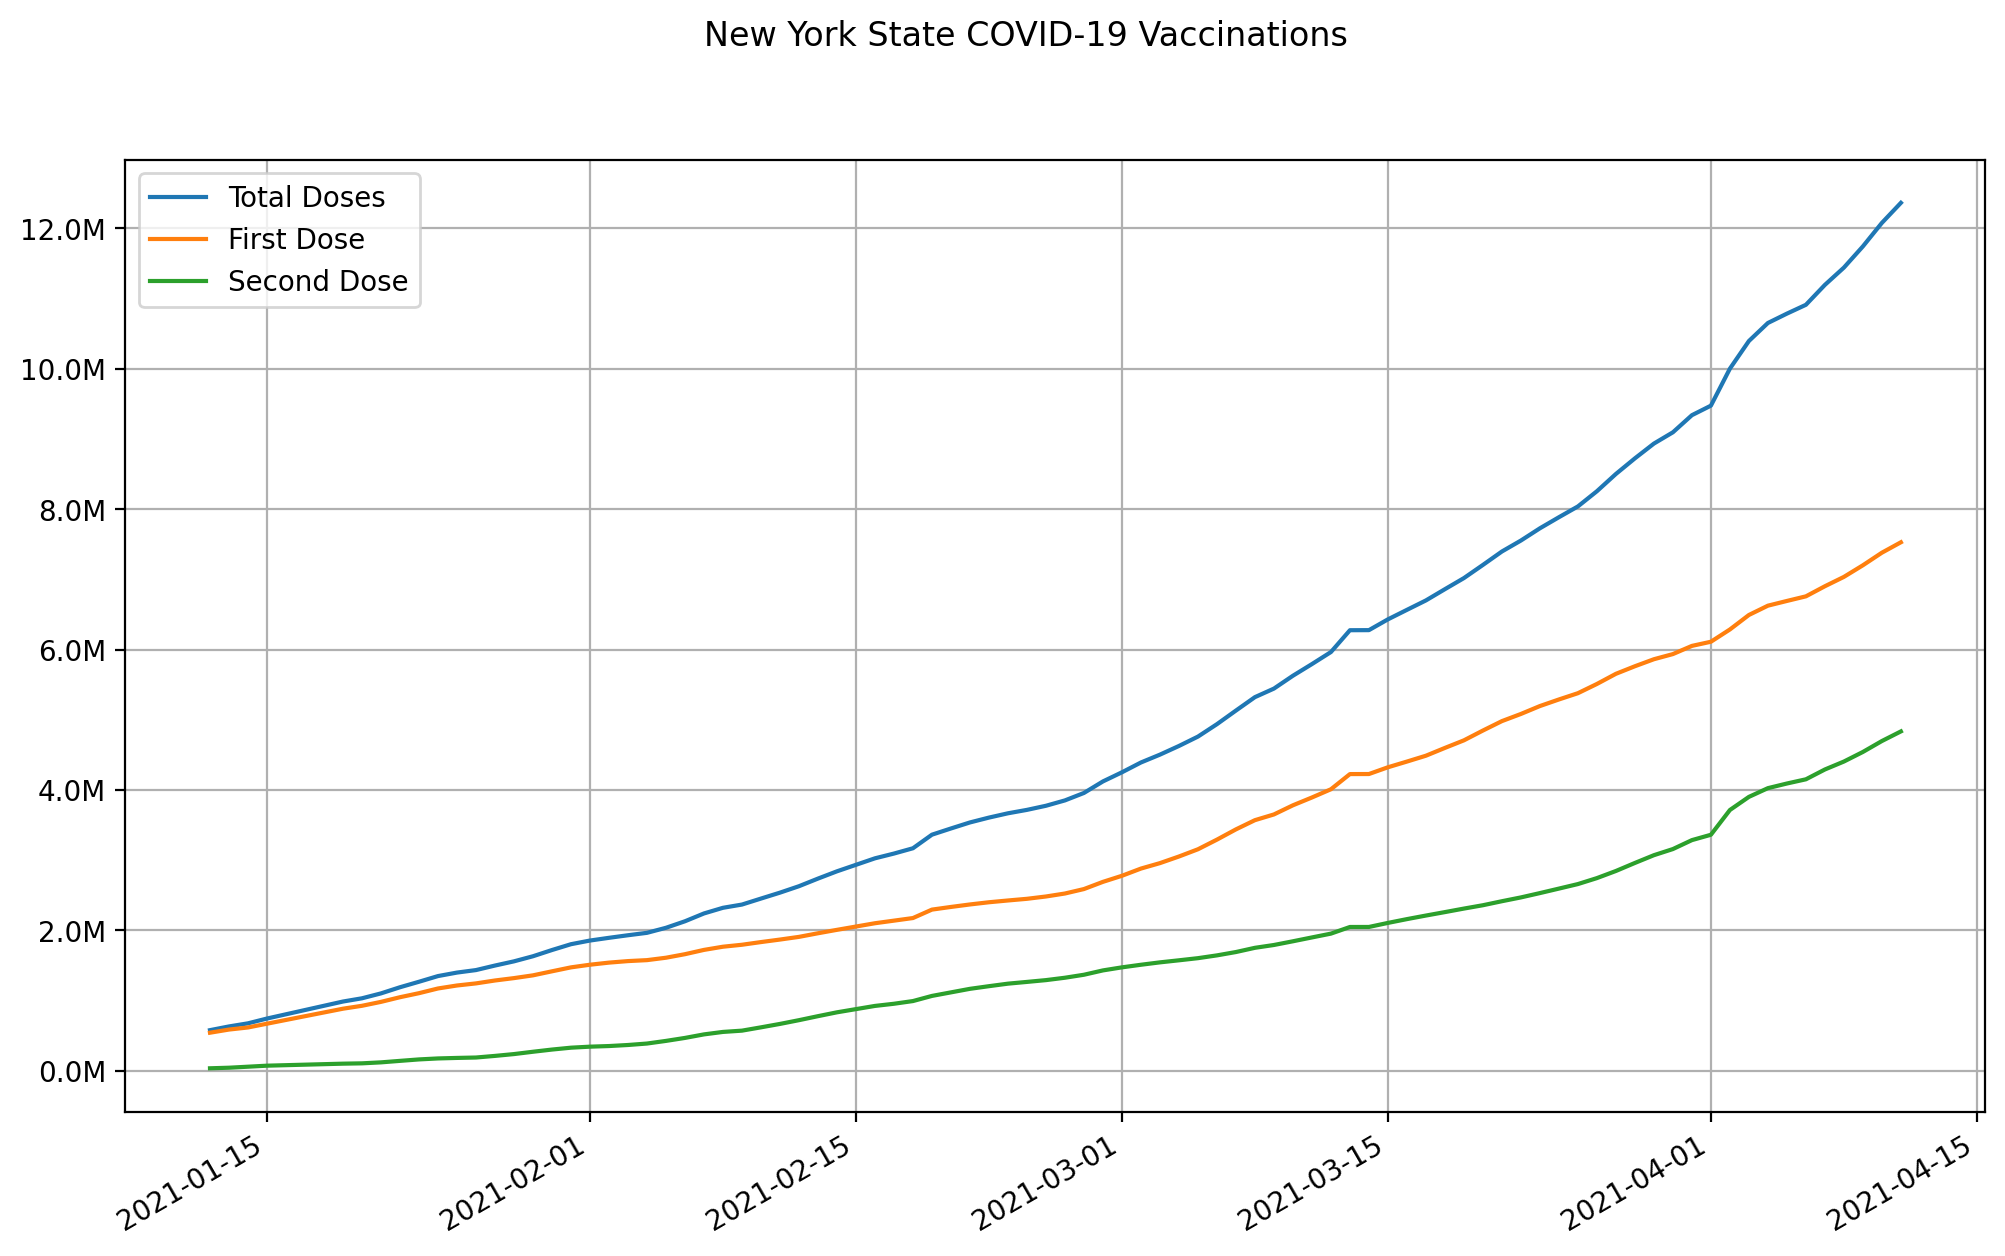 New York State COVID-19 Vaccinations
Total Doses
First Dose
Second Dose
12.0M
10.0M
8.0M
6.0M
4.0M
2.0M
0.0M
2021-01-15
2021-02-01
2021-02-15
2021-03-01
2021-03-15
2021-04-01
2021-04-15